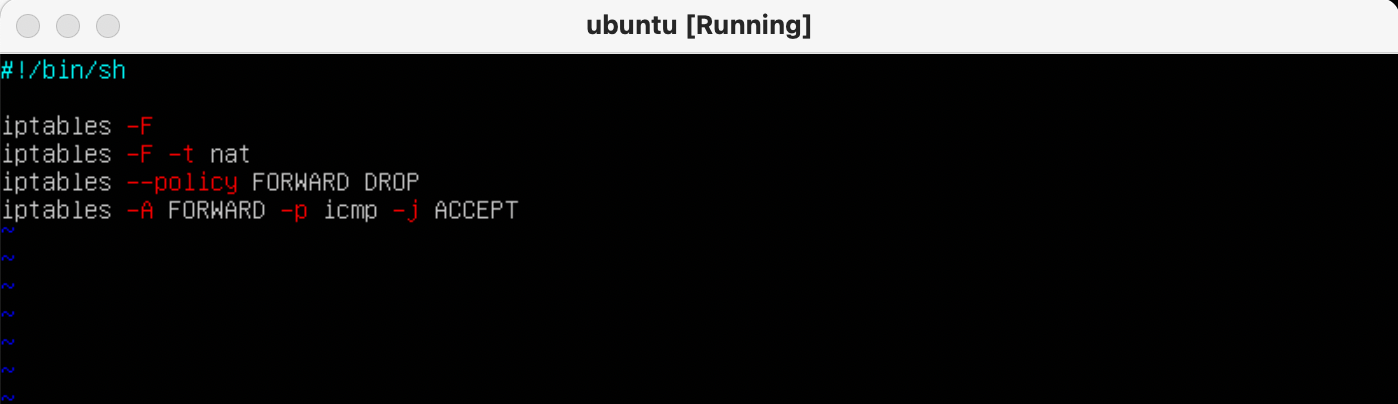 ubuntu [Running]
#!/bin/sh
iptables -F
iptables -F -t nat
iptables --policy FORWARD DROP
iptables -A FORWARD -p icmp -j ACCEPT
~
~
~
~
~
~
~